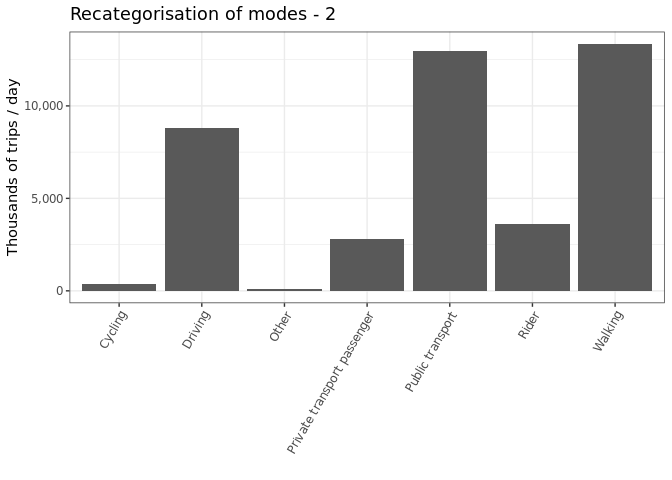 Recategorisation of modes - 2
Thousands of trips / day
10,000
5,000
0
Cycling
Driving
Other
Private transport passenger
Public transport
Rider
Walking